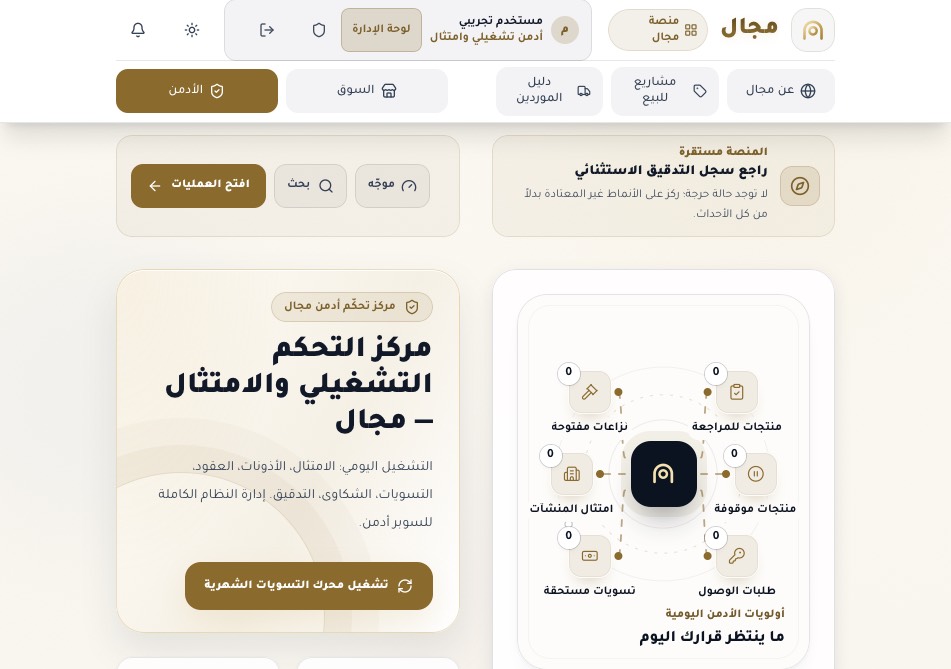 مجال
منصة
مجال
م
مستخدم تجريبي
أدمن تشغيلي وامتثال
لوحة الإدارة
عن مجال
مشاريع
للبيع
دليل
الموردين
السوق
الأدمن
المنصة مستقرة
راجع سجل التدقيق الاستثنائي
لا توجد حالة حرجة؛ ركز على الأنماط غير المعتادة بدلاً
من كل الأحداث.
موجّه
بحث
افتح العمليات
0
منتجات للمراجعة
0
نزاعات مفتوحة
0
منتجات موقوفة
0
امتثال المنشآت
0
طلبات الوصول
0
تسويات مستحقة
أولويات الأدمن اليومية
ما ينتظر قرارك اليوم
مركز تحكّم أدمن مجال
مركز التحكم
التشغيلي والامتثال
— مجال
التشغيل اليومي: الامتثال، الأذونات، العقود،
التسويات، الشكاوى، التدقيق. إدارة النظام الكاملة
للسوبر أدمن.
تشغيل محرك التسويات الشهرية